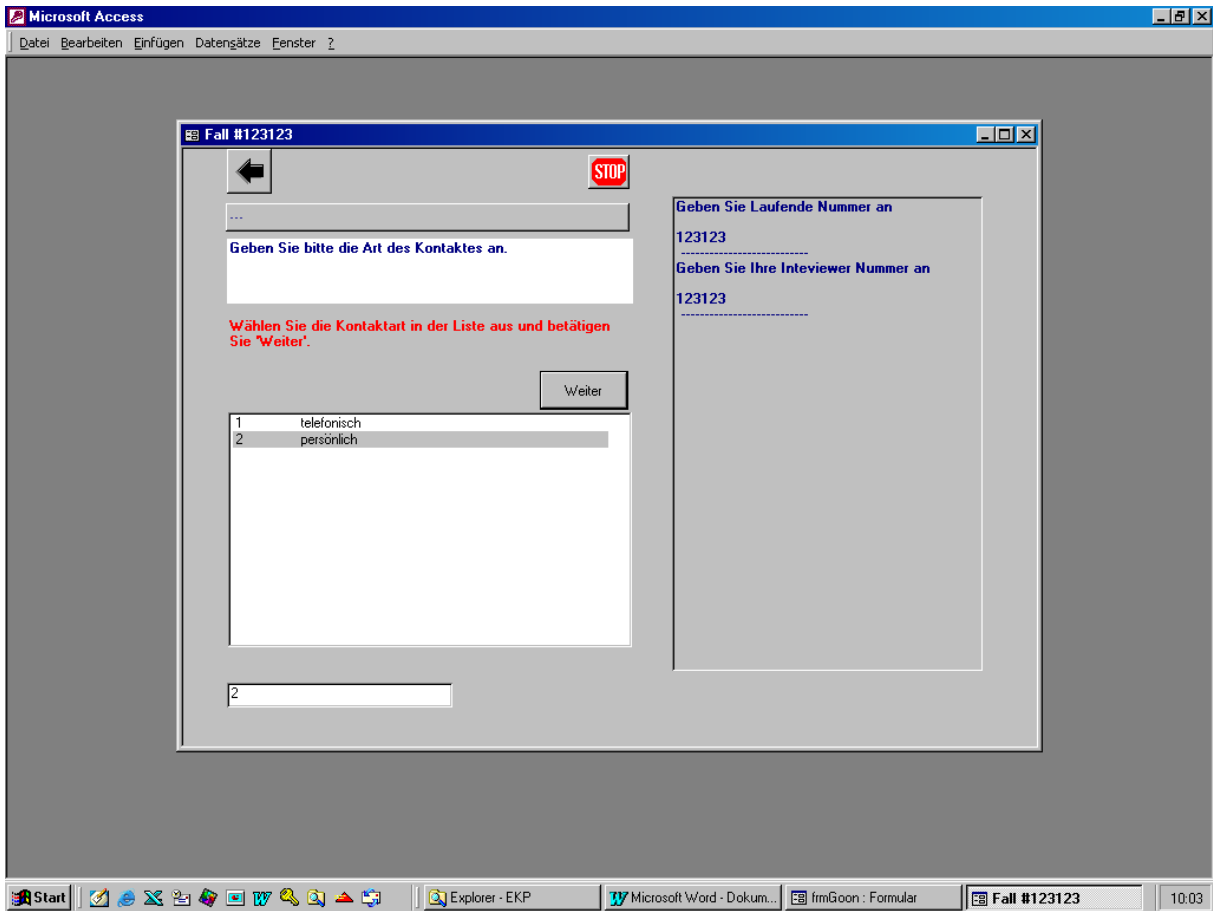 Microsoft Access
Datei Bearbeiten Einfügen Datensätze Fenster ?
Fall #123123
STOP
...
Geben Sie bitte die Art des Kontaktes an.
Wählen Sie die Kontaktart in der Liste aus und betätigen
Sie 'Weiter'.
Weiter
1 telefonisch
2 persönlich
2
Geben Sie Laufende Nummer an
123123
---------------------------
Geben Sie Ihre Inteviewer Nummer an
123123
---------------------------
Start Explorer - EKP Microsoft Word - Dokum... frmGoon : Formular Fall #123123 10:03